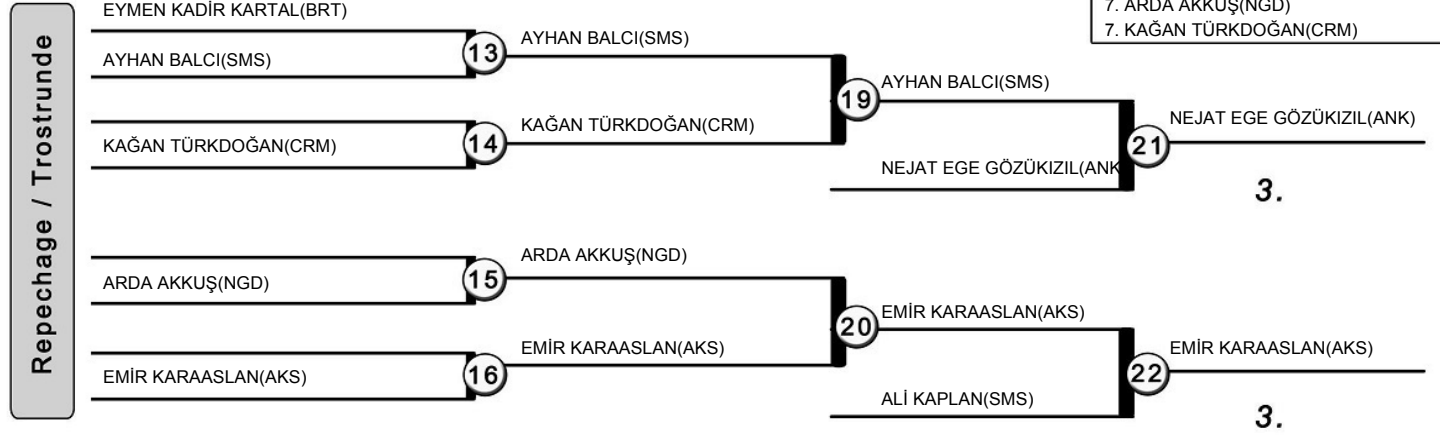 7. ARDA AKKUŞ(NGD)
7. KAĞAN TÜRKDOĞAN(CRM)
Repechage / Trostrunde
EYMEN KADİR KARTAL(BRT)
AYHAN BALCI(SMS)
13
AYHAN BALCI(SMS)
KAĞAN TÜRKDOĞAN(CRM)
14
KAĞAN TÜRKDOĞAN(CRM)
19
AYHAN BALCI(SMS)
NEJAT EGE GÖZÜKIZIL(ANK
21
NEJAT EGE GÖZÜKIZIL(ANK)
3.
ARDA AKKUŞ(NGD)
15
ARDA AKKUŞ(NGD)
EMİR KARAASLAN(AKS)
16
EMİR KARAASLAN(AKS)
20
EMİR KARAASLAN(AKS)
ALİ KAPLAN(SMS)
22
EMİR KARAASLAN(AKS)
3.